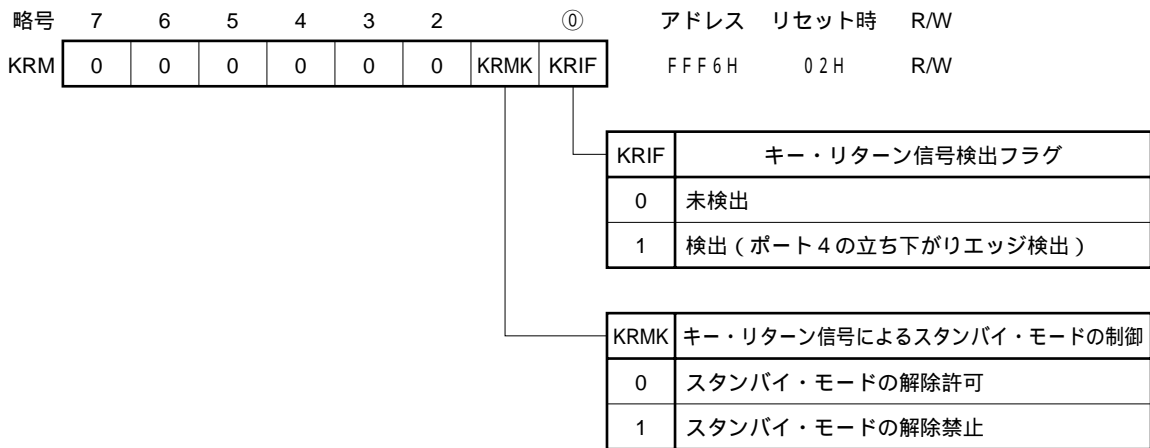 略号 7 6 5 4 3 2 ⓪ アドレス リセット時 R/W
KRM 0 0 0 0 0 0 KRMK KRIF FFF6H 02H R/W
KRIF キー・リターン信号検出フラグ
0 未検出
1 検出(ポート4の立ち下がりエッジ検出)
KRMK キー・リターン信号によるスタンバイ・モードの制御
0 スタンバイ・モードの解除許可
1 スタンバイ・モードの解除禁止